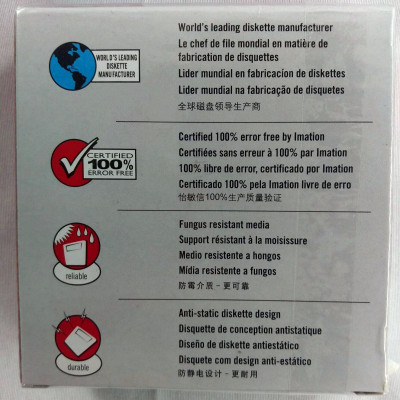 WORLD'S LEADING
DISKETTE
MANUFACTURER
World's leading diskette manufacturer
Le chef de file mondial en matière de
fabrication de disquettes
Lider mundial en fabricacíon de diskettes
Lider mundial na fabricação de disquetes
全球磁盘领导生产商
CERTIFIED
100%
ERROR FREE
Certified 100% error free by Imation
Certifiées sans erreur à 100% par Imation
100% libre de error, certificado por Imation
Certificado 100% pela Imation livre de erro
怡敏信100%生产质量验证
reliable
Fungus resistant media
Support résistant à la moisissure
Medio resistente a hongos
Mídia resistente a fungos
防霉介质 - 更可靠
durable
Anti-static diskette design
Disquette de conception antistatique
Diseño de diskette antiestático
Disquete com design anti-estático
防静电设计 - 更耐用